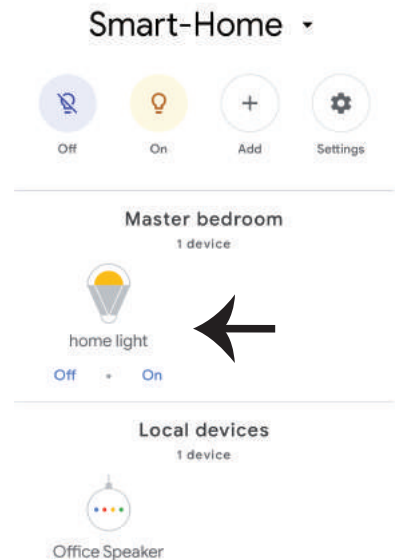 Smart-Home
Off On Add Settings
Master bedroom
1 device
home light
Off • On
Local devices
1 device
Office Speaker